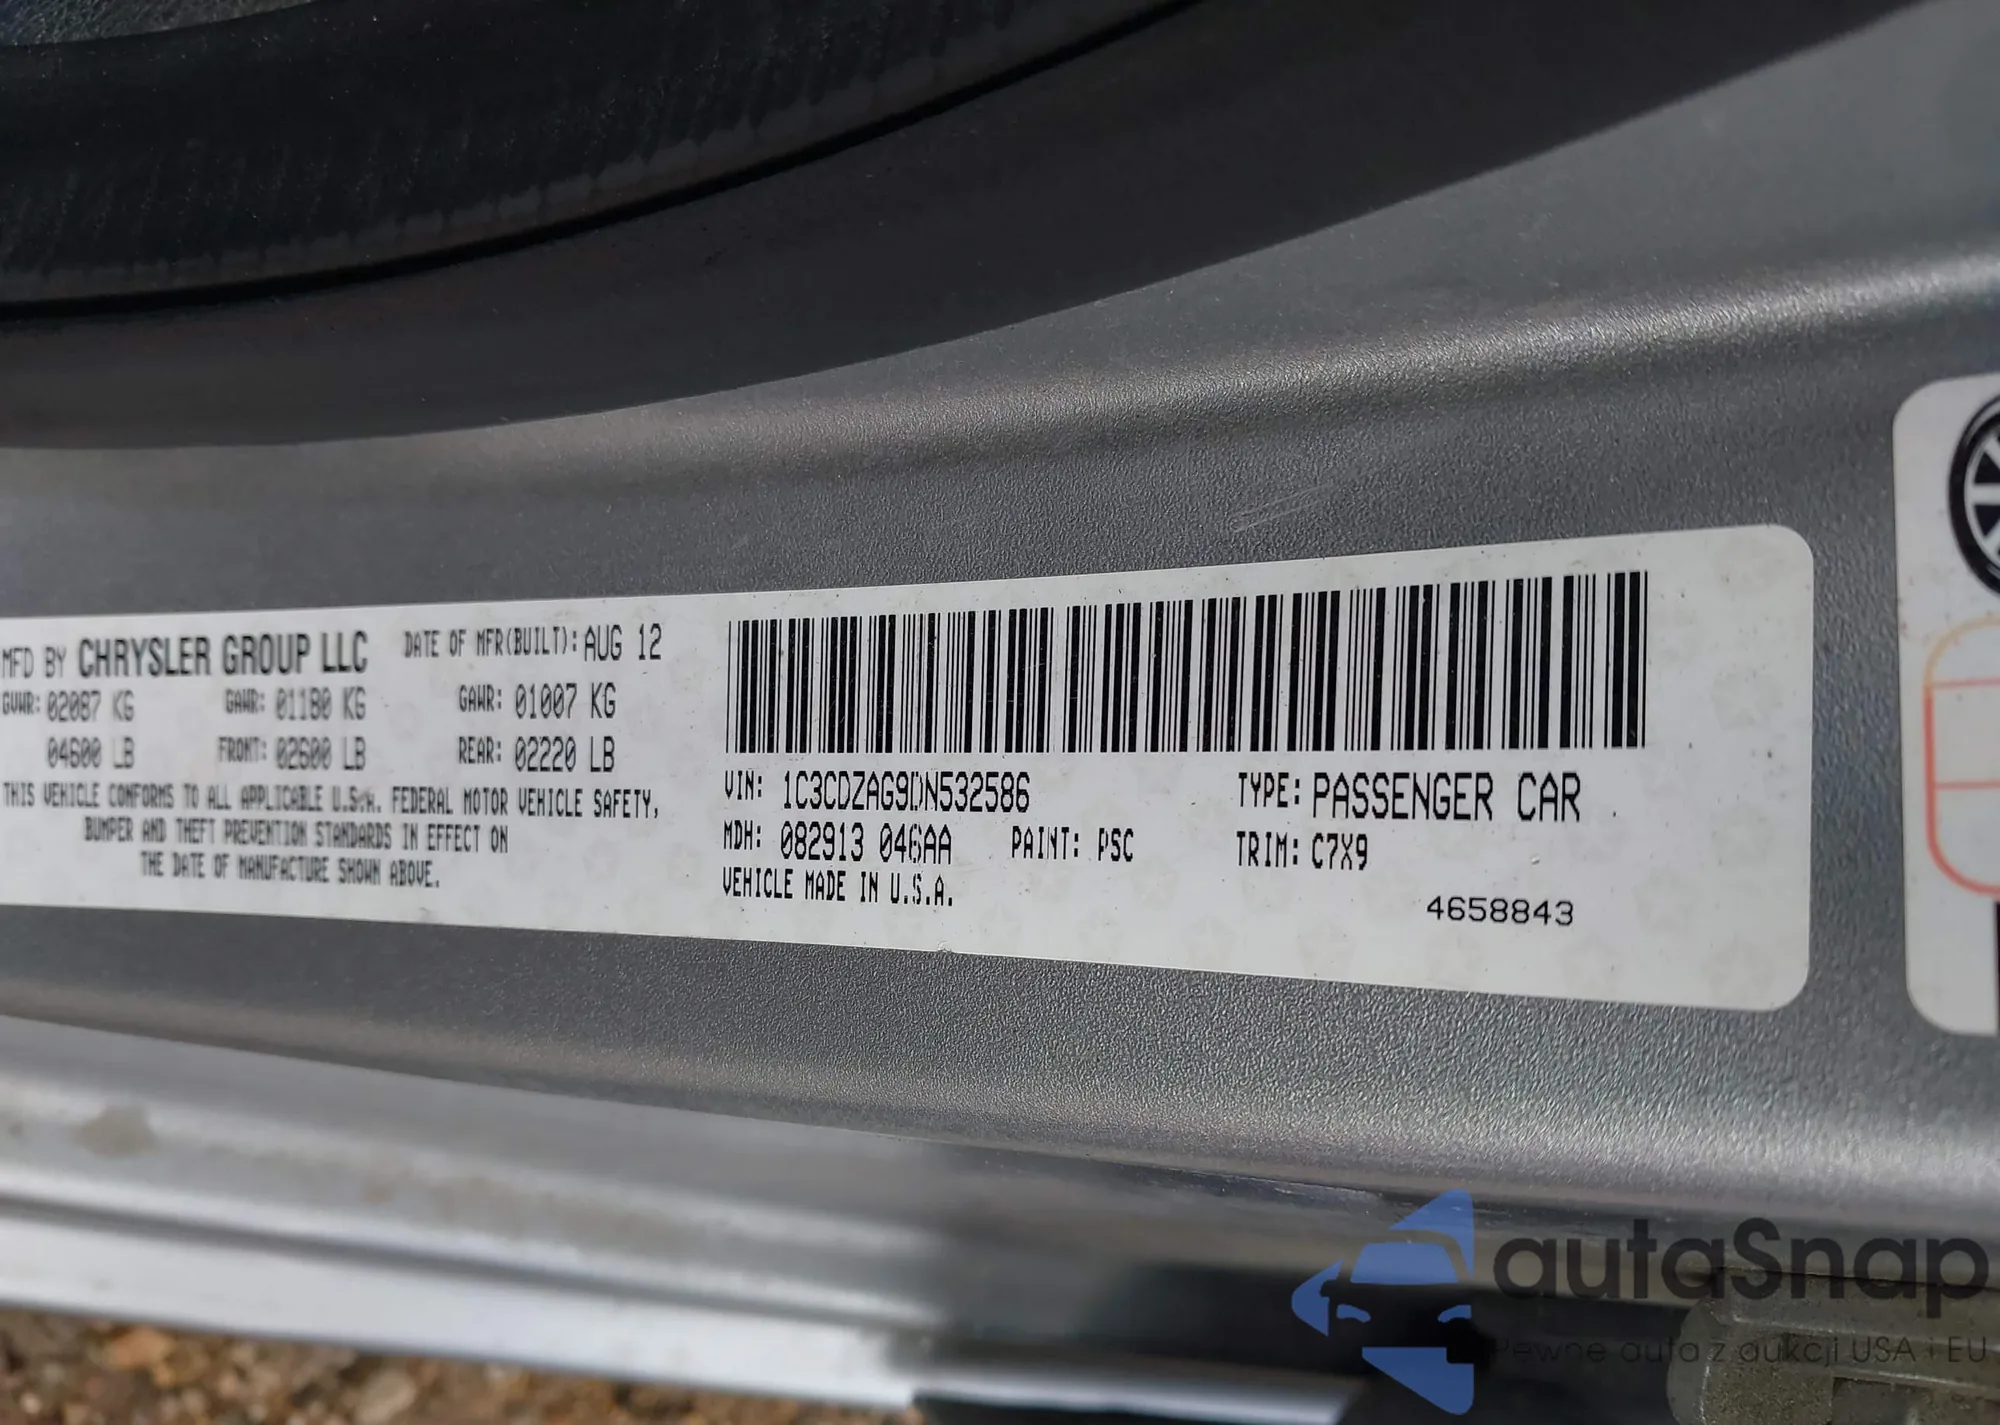 MFD BY CHRYSLER GROUP LLC DATE OF MFR(BUILT): AUG 12
GVWR: 02087 KG GAWR: 01180 KG GAWR: 01007 KG
04600 LB FRONT: 02600 LB REAR: 02220 LB
THIS VEHICLE CONFORMS TO ALL APPLICABLE U.S.A. FEDERAL MOTOR VEHICLE SAFETY,
BUMPER AND THEFT PREVENTION STANDARDS IN EFFECT ON
THE DATE OF MANUFACTURE SHOWN ABOVE.
VIN: 1C3CDZAG9DN532586 TYPE: PASSENGER CAR
MDH: 082913 046AA PAINT: PSC TRIM: C7X9
VEHICLE MADE IN U.S.A.
4658843
autaSnap
Pewne auta z aukcji USA i EU